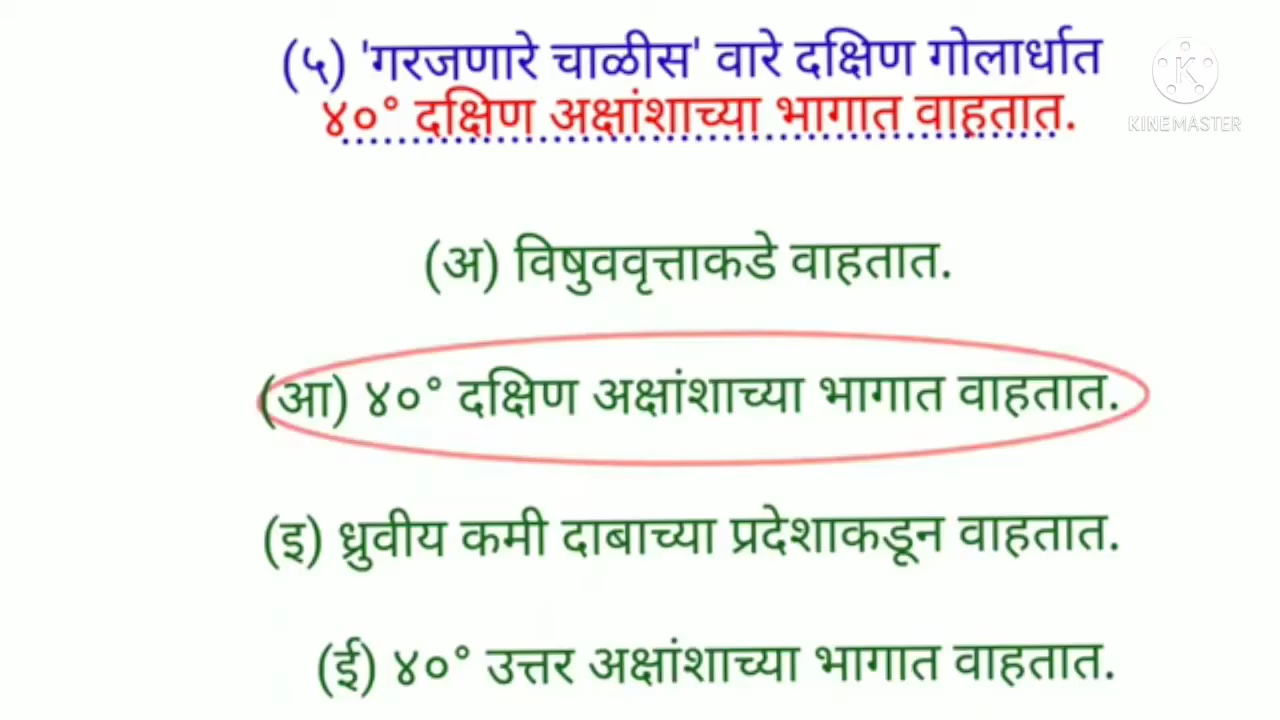 (५) 'गरजणारे चाळीस' वारे दक्षिण गोलार्धात
४०° दक्षिण अक्षांशाच्या भागात वाहतात.
K
KINEMASTER
(अ) विषुववृत्ताकडे वाहतात.
(आ) ४०° दक्षिण अक्षांशाच्या भागात वाहतात.
(इ) ध्रुवीय कमी दाबाच्या प्रदेशाकडून वाहतात.
(ई) ४०° उत्तर अक्षांशाच्या भागात वाहतात.